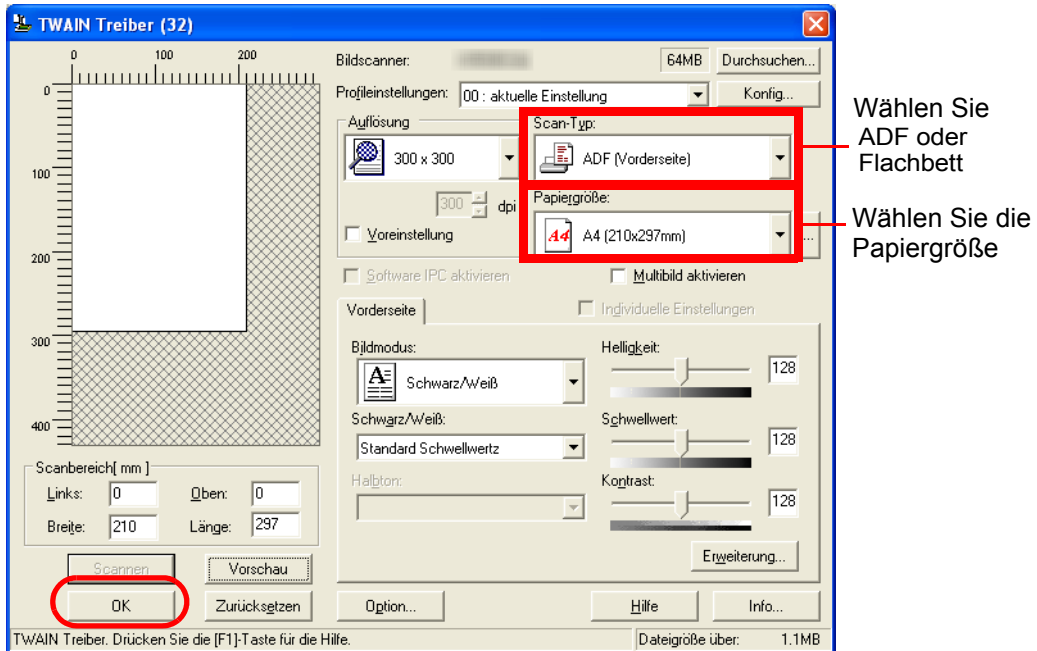 TWAIN Treiber (32)
0 100 200
0
100
200
300
400
Bildscanner:
64MB
Durchsuchen...
Profileinstellungen:
00 : aktuelle Einstellung
Konfig...
Auflösung
300 x 300
300 dpi
Voreinstellung
Scan-Typ:
ADF (Vorderseite)
Papiergröße:
A4
A4 (210x297mm)
...
Wählen Sie
ADF oder
Flachbett
Wählen Sie die
Papiergröße
Software IPC aktivieren
Multibild aktivieren
Vorderseite
Individuelle Einstellungen
Bildmodus:
A
Schwarz/Weiß
Schwarz/Weiß:
Standard Schwellwertz
Halbton:
Helligkeit:
128
Schwellwert:
128
Kontrast:
128
Erweiterung...
Scanbereich[ mm ]
Links: 0 Oben: 0
Breite: 210 Länge: 297
Scannen
Vorschau
OK
Zurücksetzen
Option...
Hilfe
Info...
TWAIN Treiber. Drücken Sie die [F1]-Taste für die Hilfe.
Dateigröße über: 1.1MB